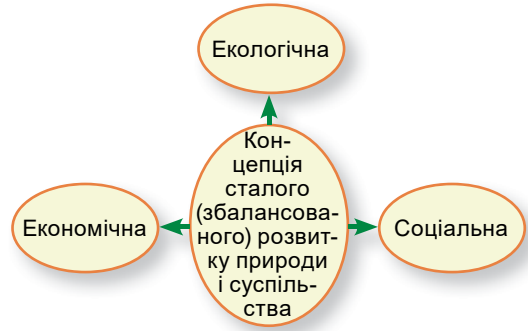 Екологічна
Кон-
цепція
сталого
(збалансова-
ного) розвит-
ку природи
і суспіль-
ства
Економічна
Соціальна